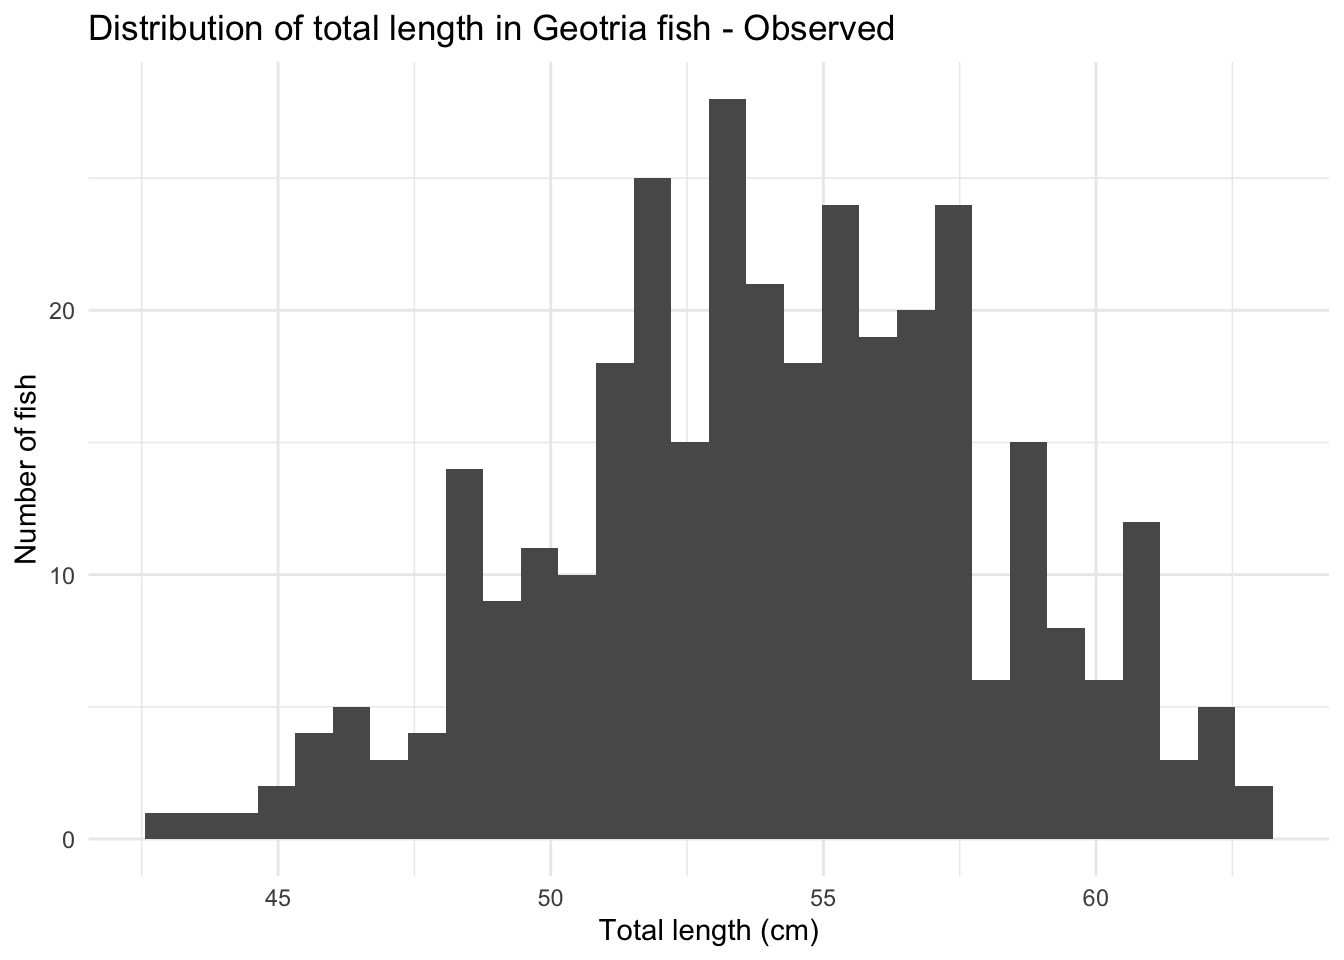 Distribution of total length in Geotria fish - Observed
20
10
0
Number of fish
45 50 55 60
Total length (cm)